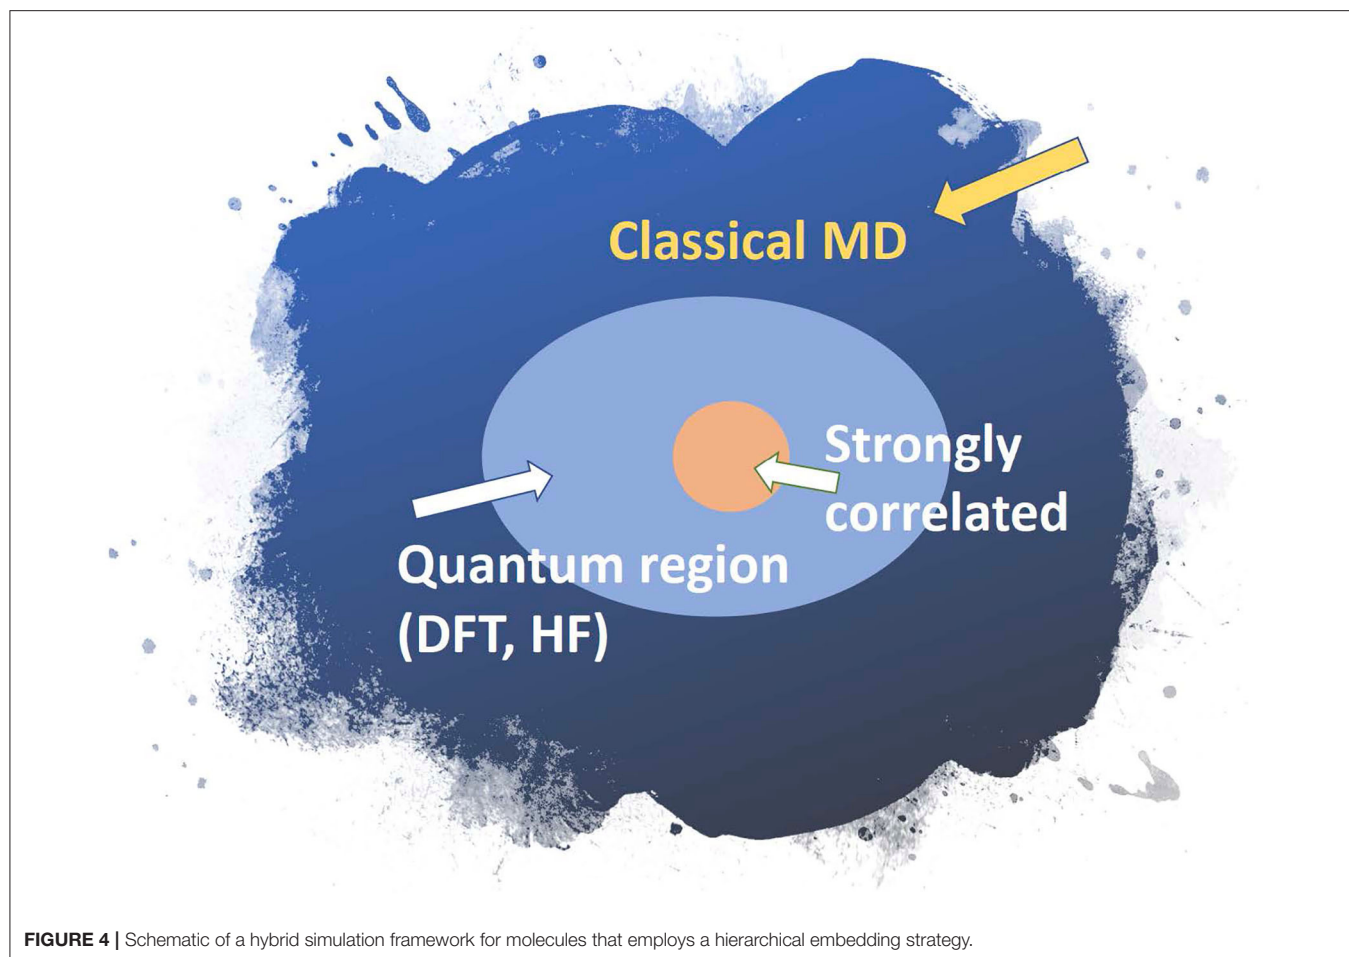 Classical MD
Strongly
correlated
Quantum region
(DFT, HF)
FIGURE 4 | Schematic of a hybrid simulation framework for molecules that employs a hierarchical embedding strategy.